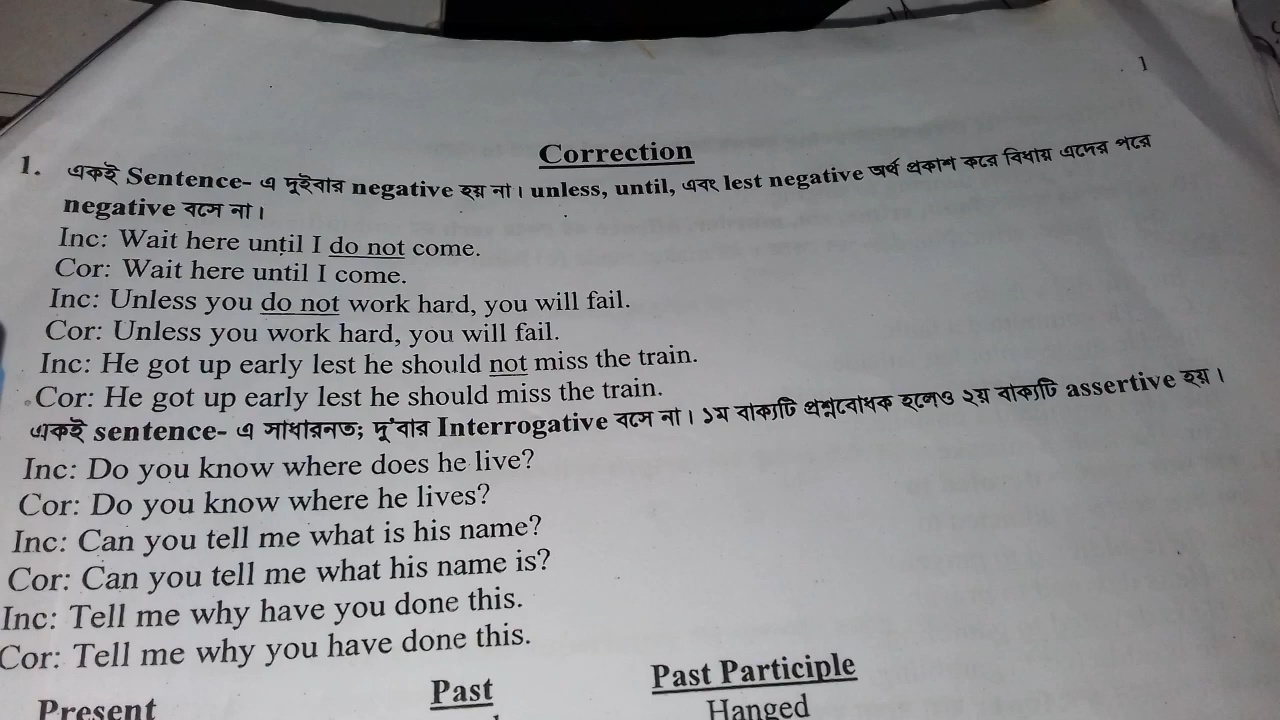 1
Correction
1. একই Sentence- এ দুইবার negative হয় না। unless, until, এবং lest negative অর্থ প্রকাশ করে বিধায় এদের পরে
negative বসে না।
Inc: Wait here until I do not come.
Cor: Wait here until I come.
Inc: Unless you do not work hard, you will fail.
Cor: Unless you work hard, you will fail.
Inc: He got up early lest he should not miss the train.
Cor: He got up early lest he should miss the train.
একই sentence- এ সাধারনত; দু'বার Interrogative বসে না। ১ম বাক্যটি প্রশ্নবোধক হলেও ২য় বাক্যটি assertive হয়।
Inc: Do you know where does he live?
Cor: Do you know where he lives?
Inc: Can you tell me what is his name?
Cor: Can you tell me what his name is?
Inc: Tell me why have you done this.
Cor: Tell me why you have done this.
Present Past Past Participle
Hanged